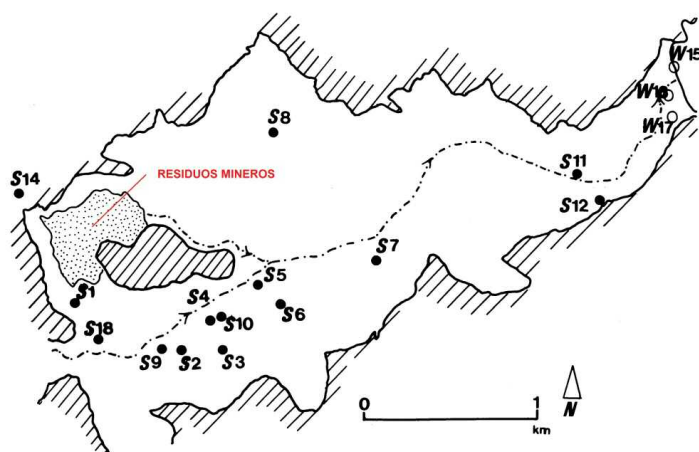 W15
W16
W17
S8
S11
S14
RESIDUOS MINEROS
S12
S7
S5
S1
S4
S6
S10
S18
S9
S2
S3
0
1
km
N